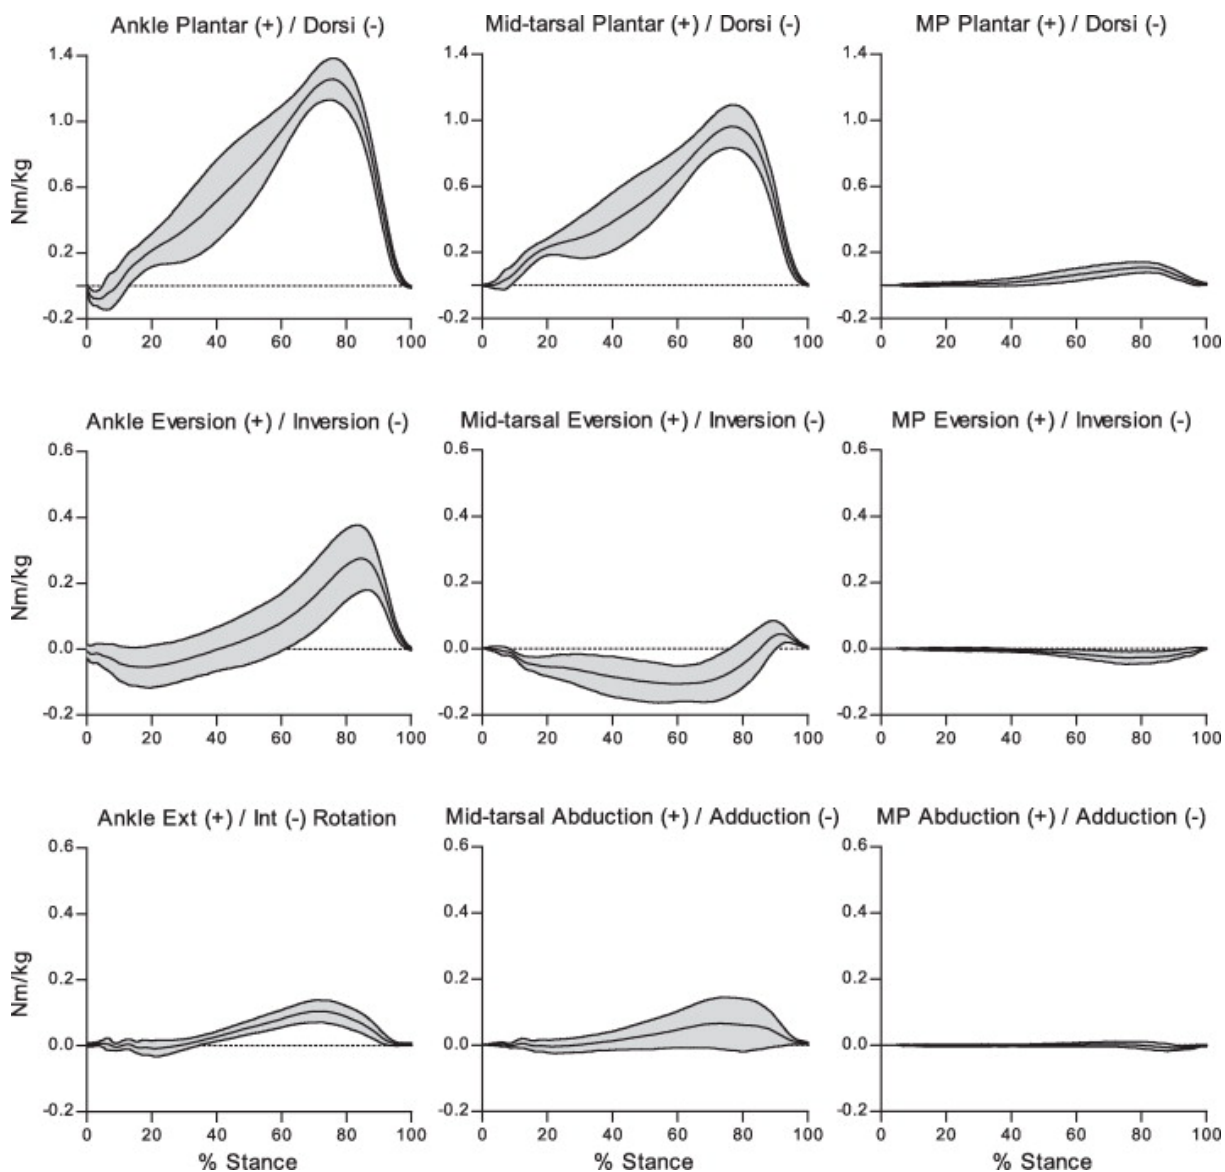 Ankle Plantar (+) / Dorsi (-)
Mid-tarsal Plantar (+) / Dorsi (-)
MP Plantar (+) / Dorsi (-)
Nm/kg
1.4
1.0
0.6
0.2
-0.2
0 20 40 60 80 100
1.4
1.0
0.6
0.2
-0.2
0 20 40 60 80 100
1.4
1.0
0.6
0.2
-0.2
0 20 40 60 80 100
Ankle Eversion (+) / Inversion (-)
Mid-tarsal Eversion (+) / Inversion (-)
MP Eversion (+) / Inversion (-)
Nm/kg
0.6
0.4
0.2
0.0
-0.2
0 20 40 60 80 100
0.6
0.4
0.2
0.0
-0.2
0 20 40 60 80 100
0.6
0.4
0.2
0.0
-0.2
0 20 40 60 80 100
Ankle Ext (+) / Int (-) Rotation
Mid-tarsal Abduction (+) / Adduction (-)
MP Abduction (+) / Adduction (-)
Nm/kg
0.6
0.4
0.2
0.0
-0.2
0 20 40 60 80 100
% Stance
0.6
0.4
0.2
0.0
-0.2
0 20 40 60 80 100
% Stance
0.6
0.4
0.2
0.0
-0.2
0 20 40 60 80 100
% Stance